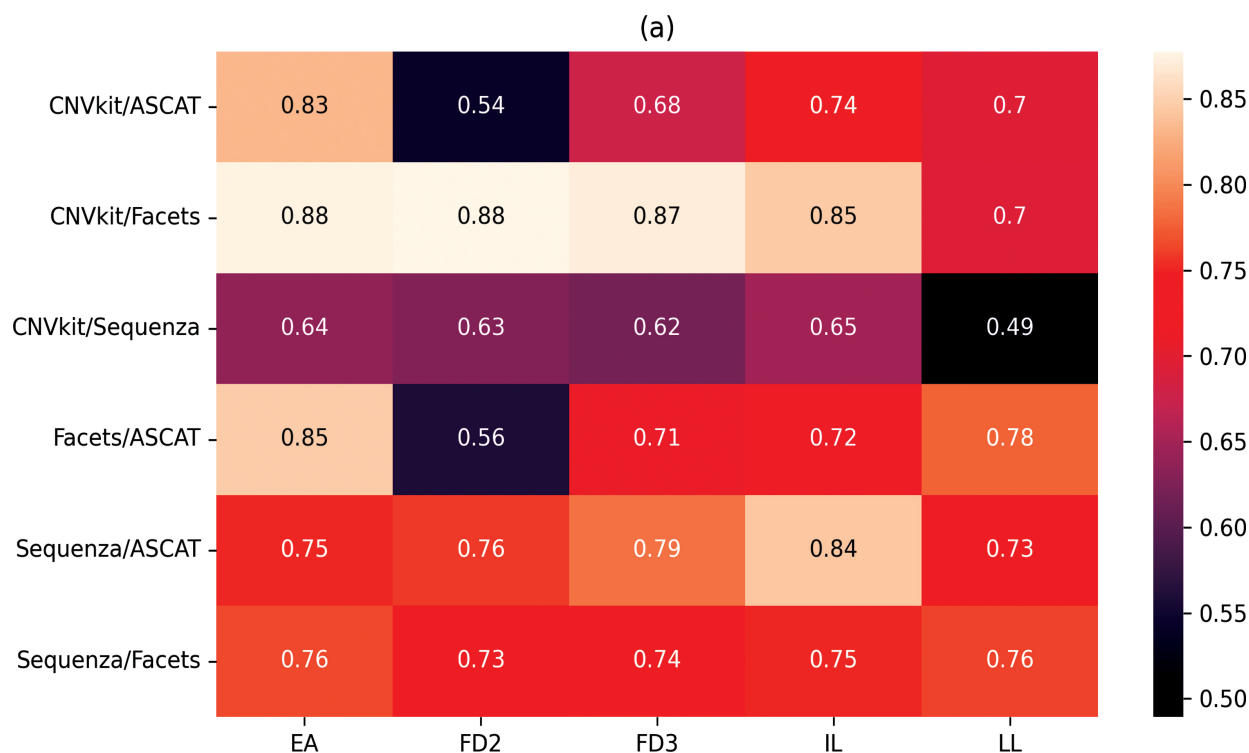 (a)
CNVkit/ASCAT 0.83 0.54 0.68 0.74 0.7
CNVkit/Facets 0.88 0.88 0.87 0.85 0.7
CNVkit/Sequenza 0.64 0.63 0.62 0.65 0.49
Facets/ASCAT 0.85 0.56 0.71 0.72 0.78
Sequenza/ASCAT 0.75 0.76 0.79 0.84 0.73
Sequenza/Facets 0.76 0.73 0.74 0.75 0.76
EA FD2 FD3 IL LL
0.85
0.80
0.75
0.70
0.65
0.60
0.55
0.50